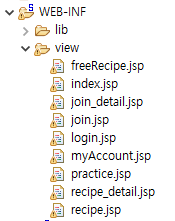 WEB-INF
lib
view
freeRecipe.jsp
index.jsp
join_detail.jsp
join.jsp
login.jsp
myAccount.jsp
practice.jsp
recipe_detail.jsp
recipe.jsp